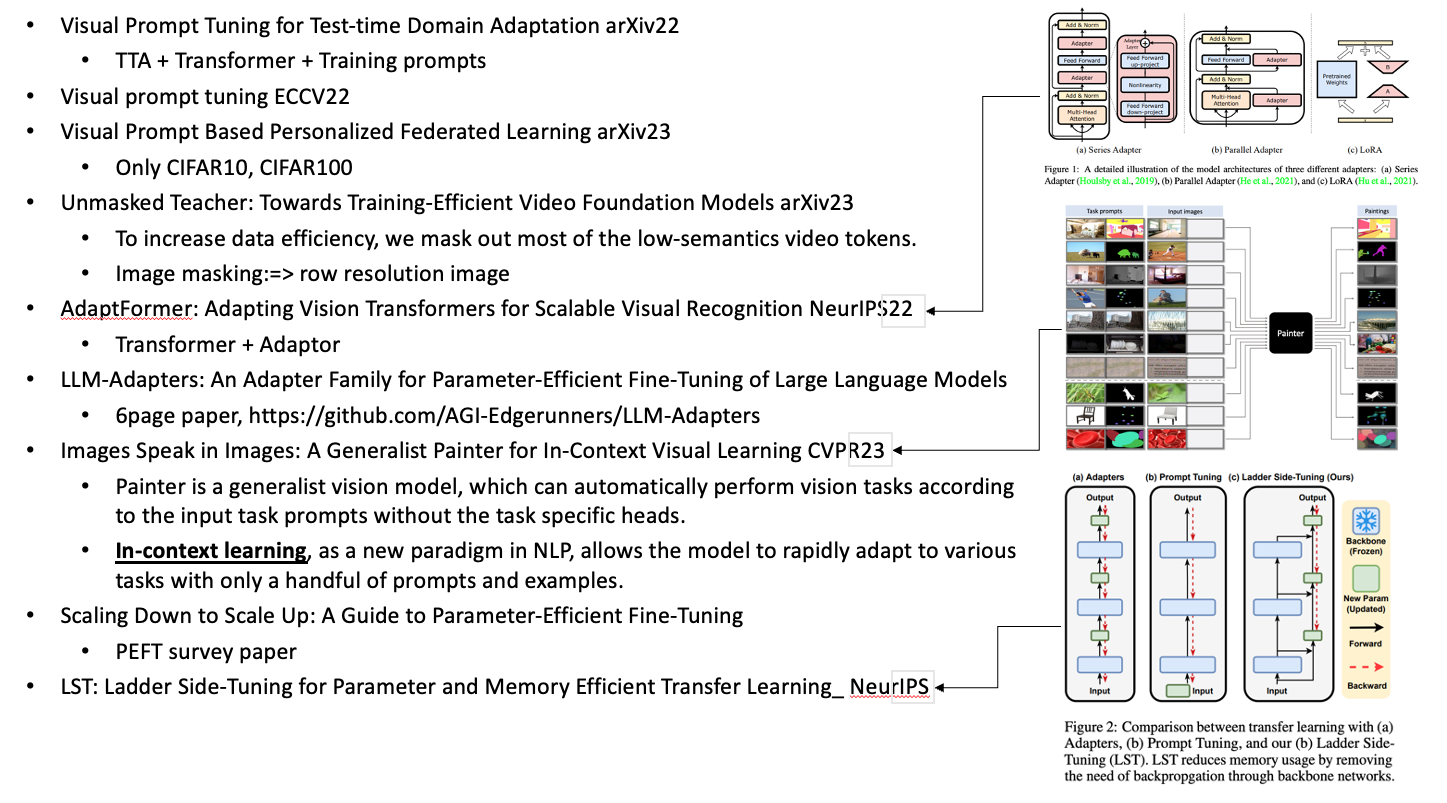 Visual Prompt Tuning for Test-time Domain Adaptation arXiv22
TTA + Transformer + Training prompts
Visual prompt tuning ECCV22
Visual Prompt Based Personalized Federated Learning arXiv23
Only CIFAR10, CIFAR100
Unmasked Teacher: Towards Training-Efficient Video Foundation Models arXiv23
To increase data efficiency, we mask out most of the low-semantics video tokens.
Image masking:=> row resolution image
AdaptFormer: Adapting Vision Transformers for Scalable Visual Recognition NeurIPS22
Transformer + Adaptor
LLM-Adapters: An Adapter Family for Parameter-Efficient Fine-Tuning of Large Language Models
6page paper, https://github.com/AGI-Edgerunners/LLM-Adapters
Images Speak in Images: A Generalist Painter for In-Context Visual Learning CVPR23
Painter is a generalist vision model, which can automatically perform vision tasks according
to the input task prompts without the task specific heads.
In-context learning, as a new paradigm in NLP, allows the model to rapidly adapt to various
tasks with only a handful of prompts and examples.
Scaling Down to Scale Up: A Guide to Parameter-Efficient Fine-Tuning
PEFT survey paper
LST: Ladder Side-Tuning for Parameter and Memory Efficient Transfer Learning_ NeurIPS
Add & Norm
Adapter
Feed Forward
Adapter
Add & Norm
Multi-Head
Attention
Adapter
Layer
Feed Forward
up-project
Nonlinearity
Feed Forward
down-project
(a) Series Adapter
Add & Norm
Feed Forward
Adapter
Add & Norm
Multi-Head
Attention
Adapter
(b) Parallel Adapter
Pretrained
Weights
B
A
(c) LoRA
Figure 1: A detailed illustration of the model architectures of three different adapters: (a) Series
Adapter (Houlsby et al., 2019), (b) Parallel Adapter (He et al., 2021), and (c) LoRA (Hu et al., 2021).
Task prompts
Input images
Paintings
Painter
(a) Adapters
(b) Prompt Tuning
(c) Ladder Side-Tuning (Ours)
Output
Output
Output
Input
Input
Input
Backbone
(Frozen)
New Param
(Updated)
Forward
Backward
Figure 2: Comparison between transfer learning with (a)
Adapters, (b) Prompt Tuning, and our (b) Ladder Side-
Tuning (LST). LST reduces memory usage by removing
the need of backpropgation through backbone networks.